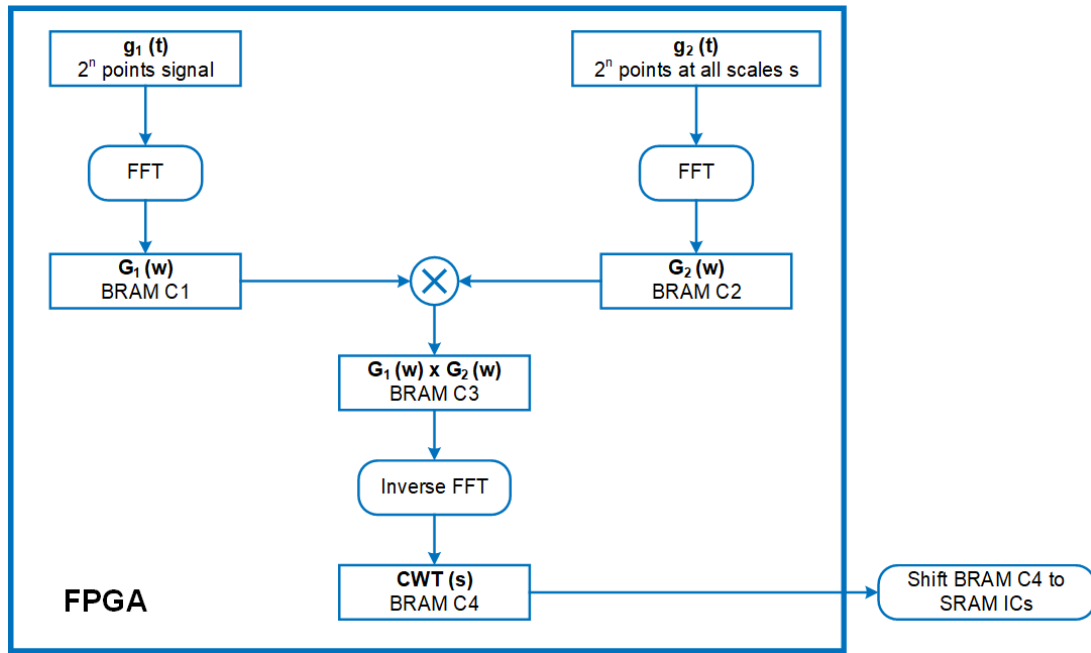 g₁ (t)
2ⁿ points signal
g₂ (t)
2ⁿ points at all scales s
FFT
FFT
G₁ (w)
BRAM C1
G₂ (w)
BRAM C2
G₁ (w) x G₂ (w)
BRAM C3
Inverse FFT
CWT (s)
BRAM C4
Shift BRAM C4 to
SRAM ICs
FPGA